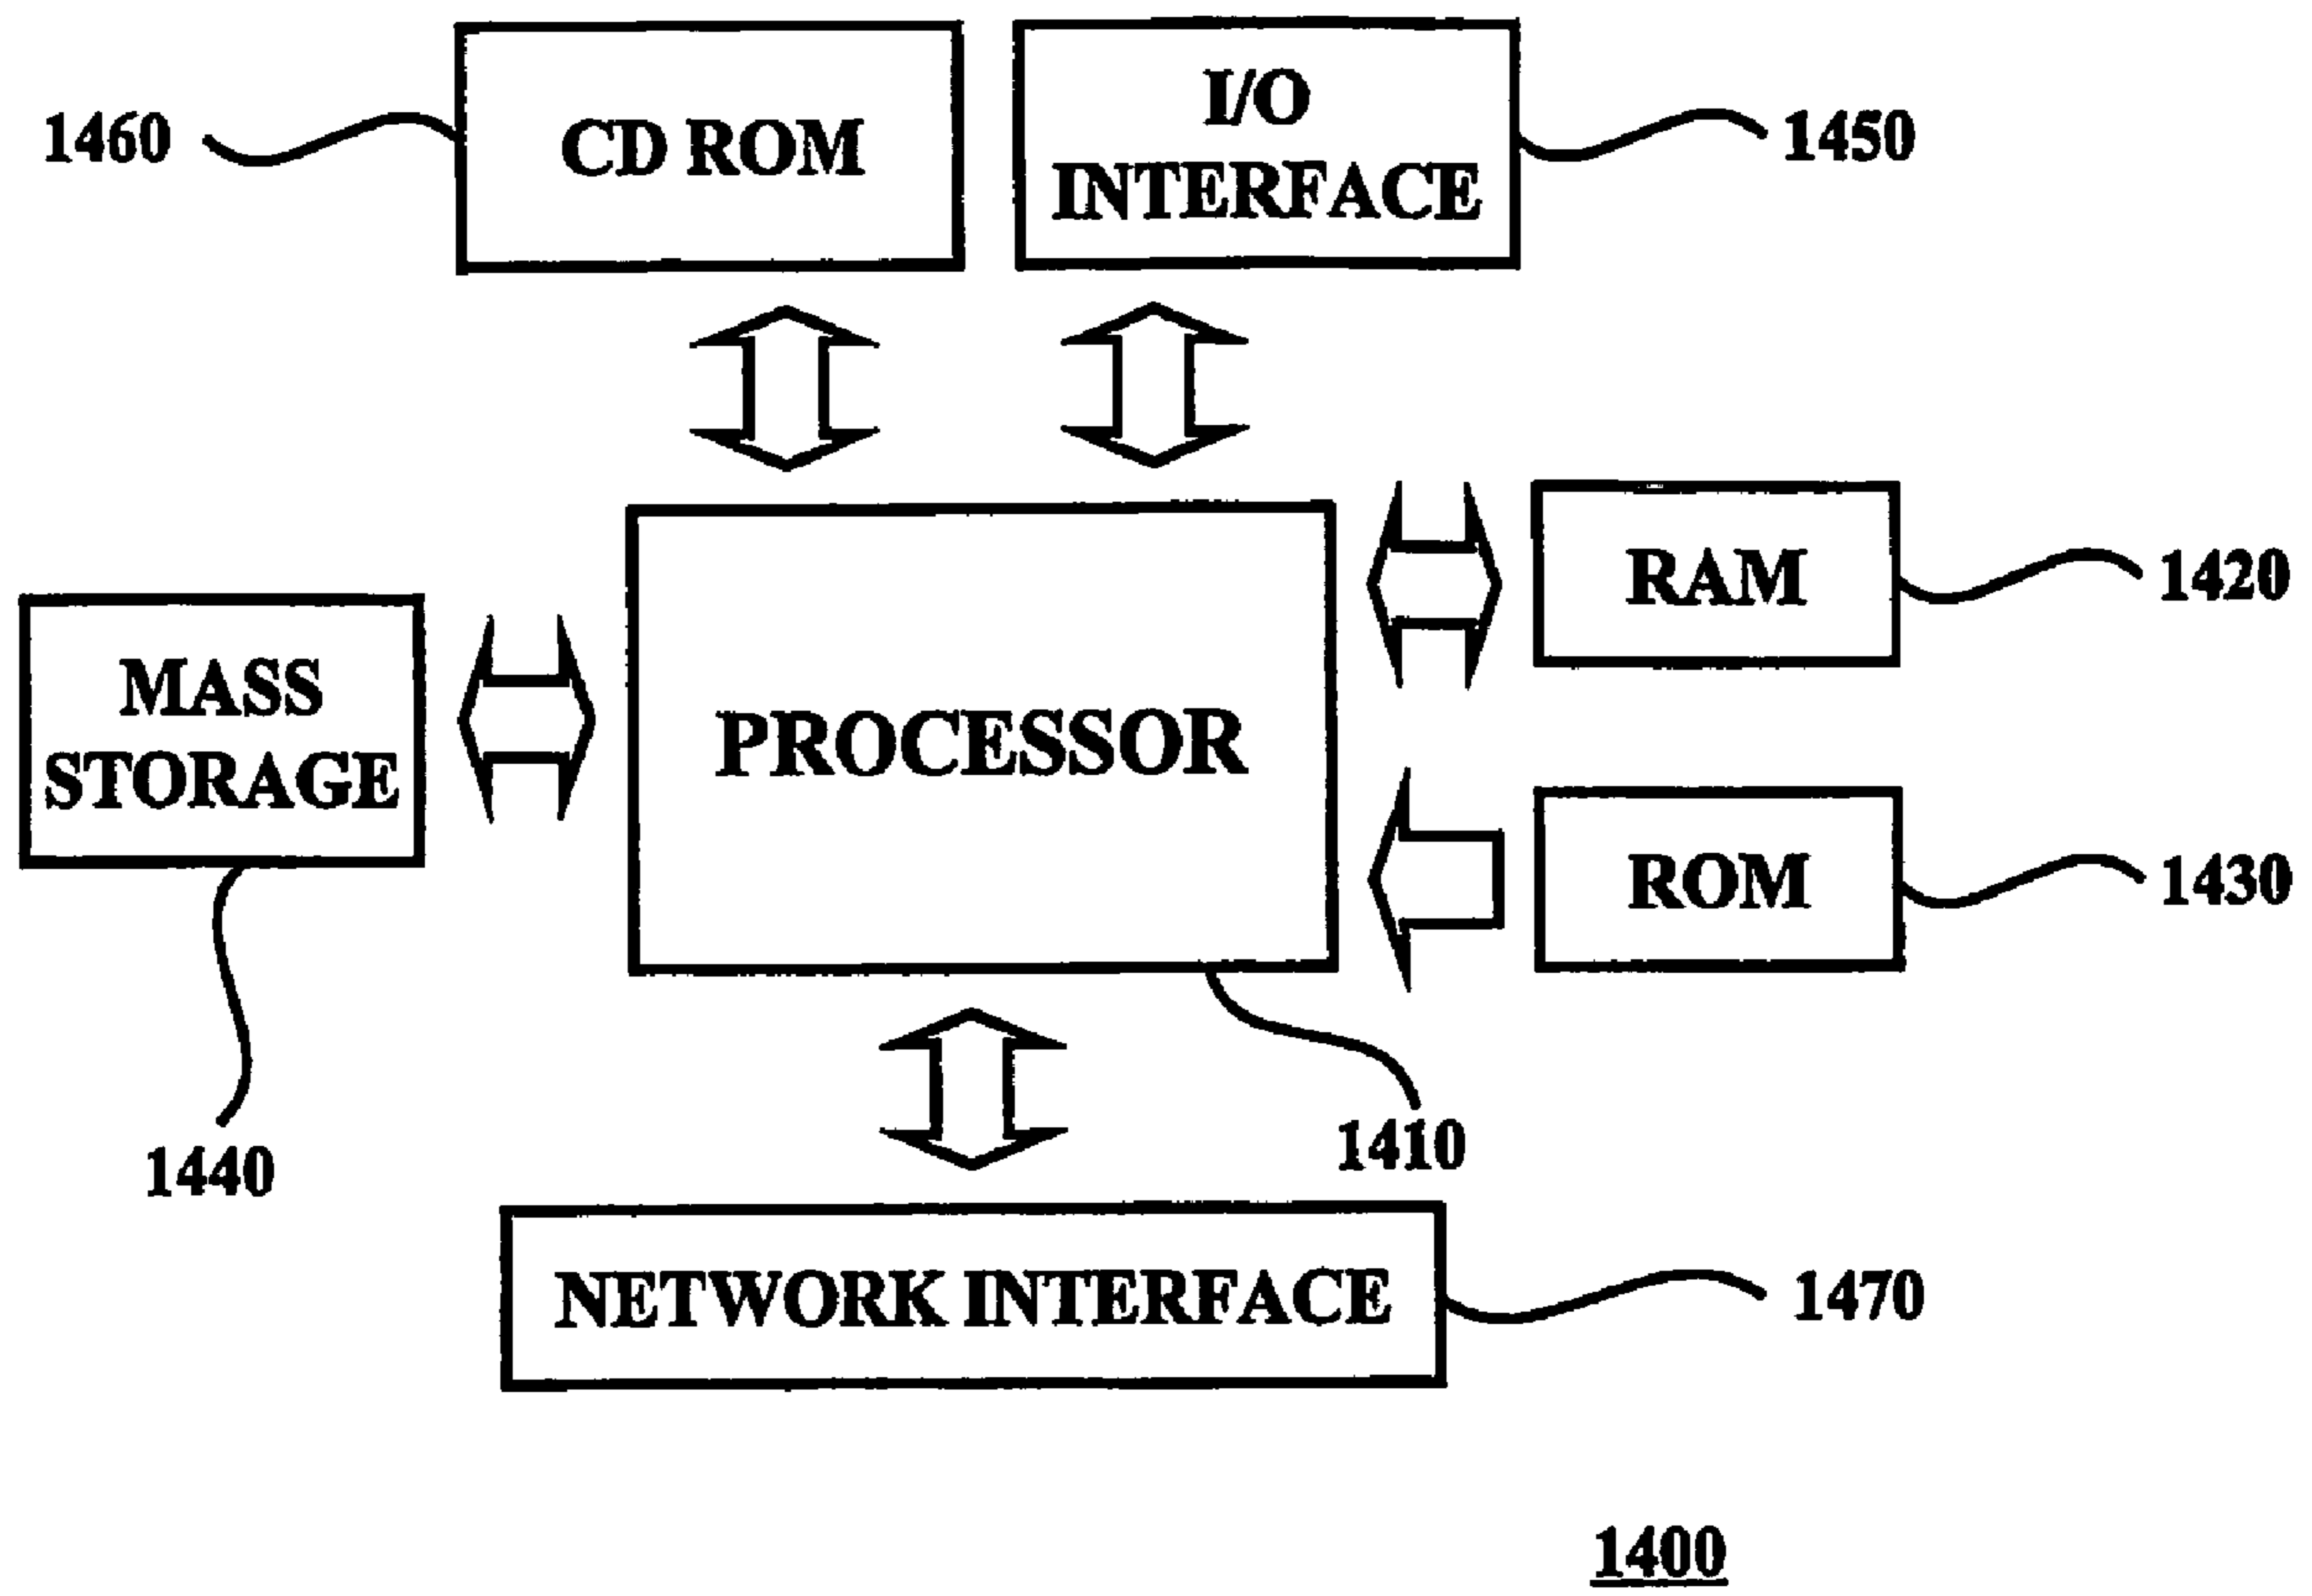 1460
CD ROM
I/O
INTERFACE
1450
RAM
1420
MASS
STORAGE
PROCESSOR
ROM
1430
1440
1410
NETWORK INTERFACE
1470
1400